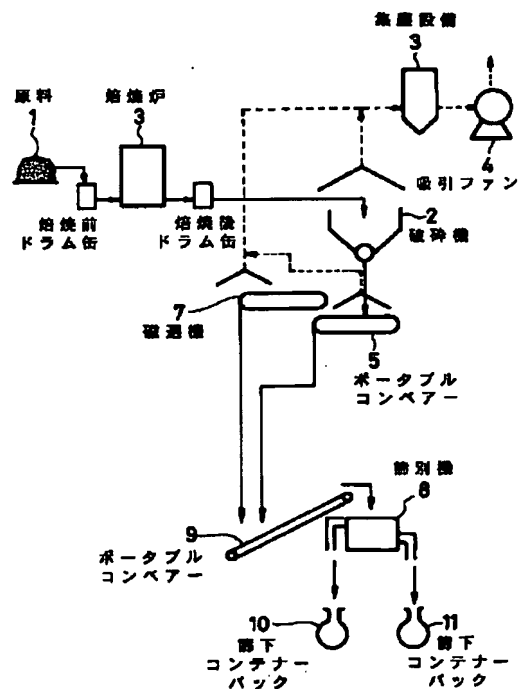 集塵設備
3
原料
1
焙焼炉
3
4
吸引ファン
焙焼前
ドラム缶
焙焼後
ドラム缶
2
破砕機
7
磁選機
5
ポータブル
コンベアー
篩別機
8
9
ポータブル
コンベアー
10
篩下
コンテナー
バック
11
篩下
コンテナー
バック